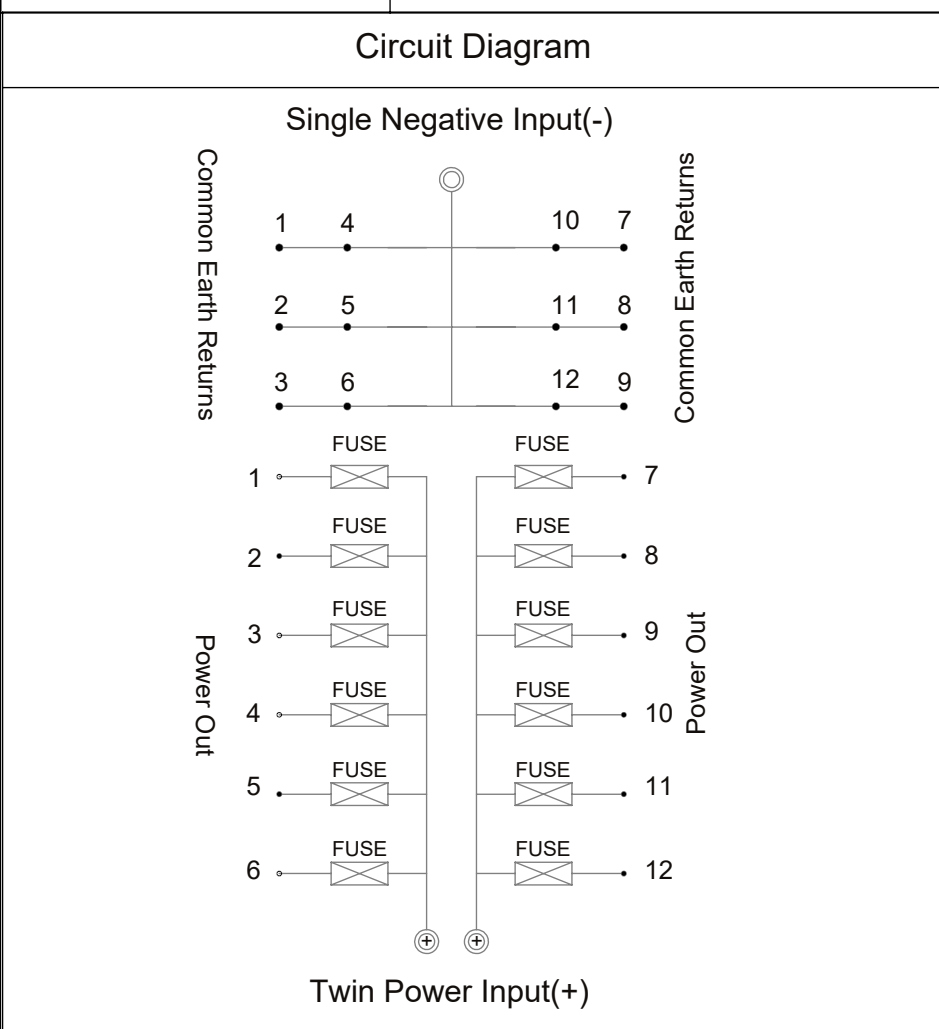 Circuit Diagram
Single Negative Input(-)
Common Earth Returns
Common Earth Returns
1 4 10 7
2 5 11 8
3 6 12 9
FUSE FUSE
1 7
FUSE FUSE
2 8
FUSE FUSE
3 9
Power Out
Power Out
FUSE FUSE
4 10
FUSE FUSE
5 11
FUSE FUSE
6 12
+ +
Twin Power Input(+)